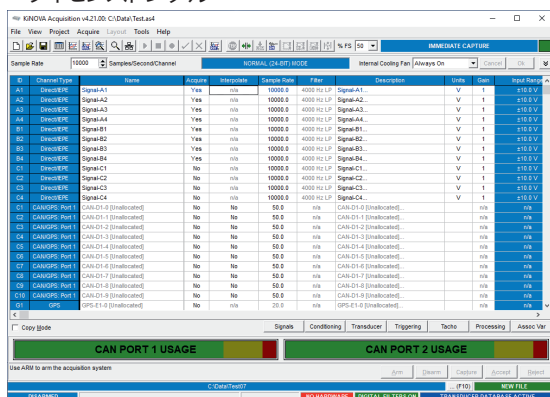 KiNOVA Acquisition v4.21.00: C:\Data\Test.as4
File View Project Acquire Layout Tools Help
% FS 50 IMMEDIATE CAPTURE
Sample Rate 10000 Samples/Second/Channel NORMAL (24-BIT) MODE Internal Cooling Fan Always On Cancel Ok
ID Channel Type Name Acquire Interpolate Sample Rate Filter Description Units Gain Input Range
A1 Direct/IEPE Signal-A1 Yes n/a 10000.0 4000 Hz LP Signal-A1... V 1 ±10.0 V
A2 Direct/IEPE Signal-A2 Yes n/a 10000.0 4000 Hz LP Signal-A2... V 1 ±10.0 V
A3 Direct/IEPE Signal-A3 Yes n/a 10000.0 4000 Hz LP Signal-A3... V 1 ±10.0 V
A4 Direct/IEPE Signal-A4 Yes n/a 10000.0 4000 Hz LP Signal-A4... V 1 ±10.0 V
B1 Direct/IEPE Signal-B1 Yes n/a 10000.0 4000 Hz LP Signal-B1... V 1 ±10.0 V
B2 Direct/IEPE Signal-B2 Yes n/a 10000.0 4000 Hz LP Signal-B2... V 1 ±10.0 V
B3 Direct/IEPE Signal-B3 Yes n/a 10000.0 4000 Hz LP Signal-B3... V 1 ±10.0 V
B4 Direct/IEPE Signal-B4 Yes n/a 10000.0 4000 Hz LP Signal-B4... V 1 ±10.0 V
C1 Direct/IEPE Signal-C1 No n/a 10000.0 4000 Hz LP Signal-C1... V 1 ±10.0 V
C2 Direct/IEPE Signal-C2 No n/a 10000.0 4000 Hz LP Signal-C2... V 1 ±10.0 V
C3 Direct/IEPE Signal-C3 No n/a 10000.0 4000 Hz LP Signal-C3... V 1 ±10.0 V
C4 Direct/IEPE Signal-C4 No n/a 10000.0 4000 Hz LP Signal-C4... V 1 ±10.0 V
C1 CAN/GPS: Port 1 CAN-D1-0 [Unallocated] No No 50.0 n/a CAN-D1-0 [Unallocated]... n/a n/a
C2 CAN/GPS: Port 1 CAN-D1-1 [Unallocated] No No 50.0 n/a CAN-D1-1 [Unallocated]... n/a n/a
C3 CAN/GPS: Port 1 CAN-D1-2 [Unallocated] No No 50.0 n/a CAN-D1-2 [Unallocated]... n/a n/a
C4 CAN/GPS: Port 1 CAN-D1-3 [Unallocated] No No 50.0 n/a CAN-D1-3 [Unallocated]... n/a n/a
C5 CAN/GPS: Port 1 CAN-D1-4 [Unallocated] No No 50.0 n/a CAN-D1-4 [Unallocated]... n/a n/a
C6 CAN/GPS: Port 1 CAN-D1-5 [Unallocated] No No 50.0 n/a CAN-D1-5 [Unallocated]... n/a n/a
C7 CAN/GPS: Port 1 CAN-D1-6 [Unallocated] No No 50.0 n/a CAN-D1-6 [Unallocated]... n/a n/a
C8 CAN/GPS: Port 1 CAN-D1-7 [Unallocated] No No 50.0 n/a CAN-D1-7 [Unallocated]... n/a n/a
C9 CAN/GPS: Port 1 CAN-D1-8 [Unallocated] No No 50.0 n/a CAN-D1-8 [Unallocated]... n/a n/a
C10 CAN/GPS: Port 1 CAN-D1-9 [Unallocated] No No 50.0 n/a CAN-D1-9 [Unallocated]... n/a n/a
G1 GPS GPS-E1-0 [Unallocated] No n/a 20.0 n/a GPS-E1-0 [Unallocated]... n/a n/a
Copy Mode Signals Conditioning Transducer Triggering Tacho Processing Assoc Var
CAN PORT 1 USAGE CAN PORT 2 USAGE
Use ARM to arm the acquisition system Arm Disarm Capture Accept Reject
C:\Data\Test07 ... (F10) NEW FILE
DISARMED NO HARDWARE DIGITAL FILTERS ON TRANSDUCER DATABASE ACTIVE